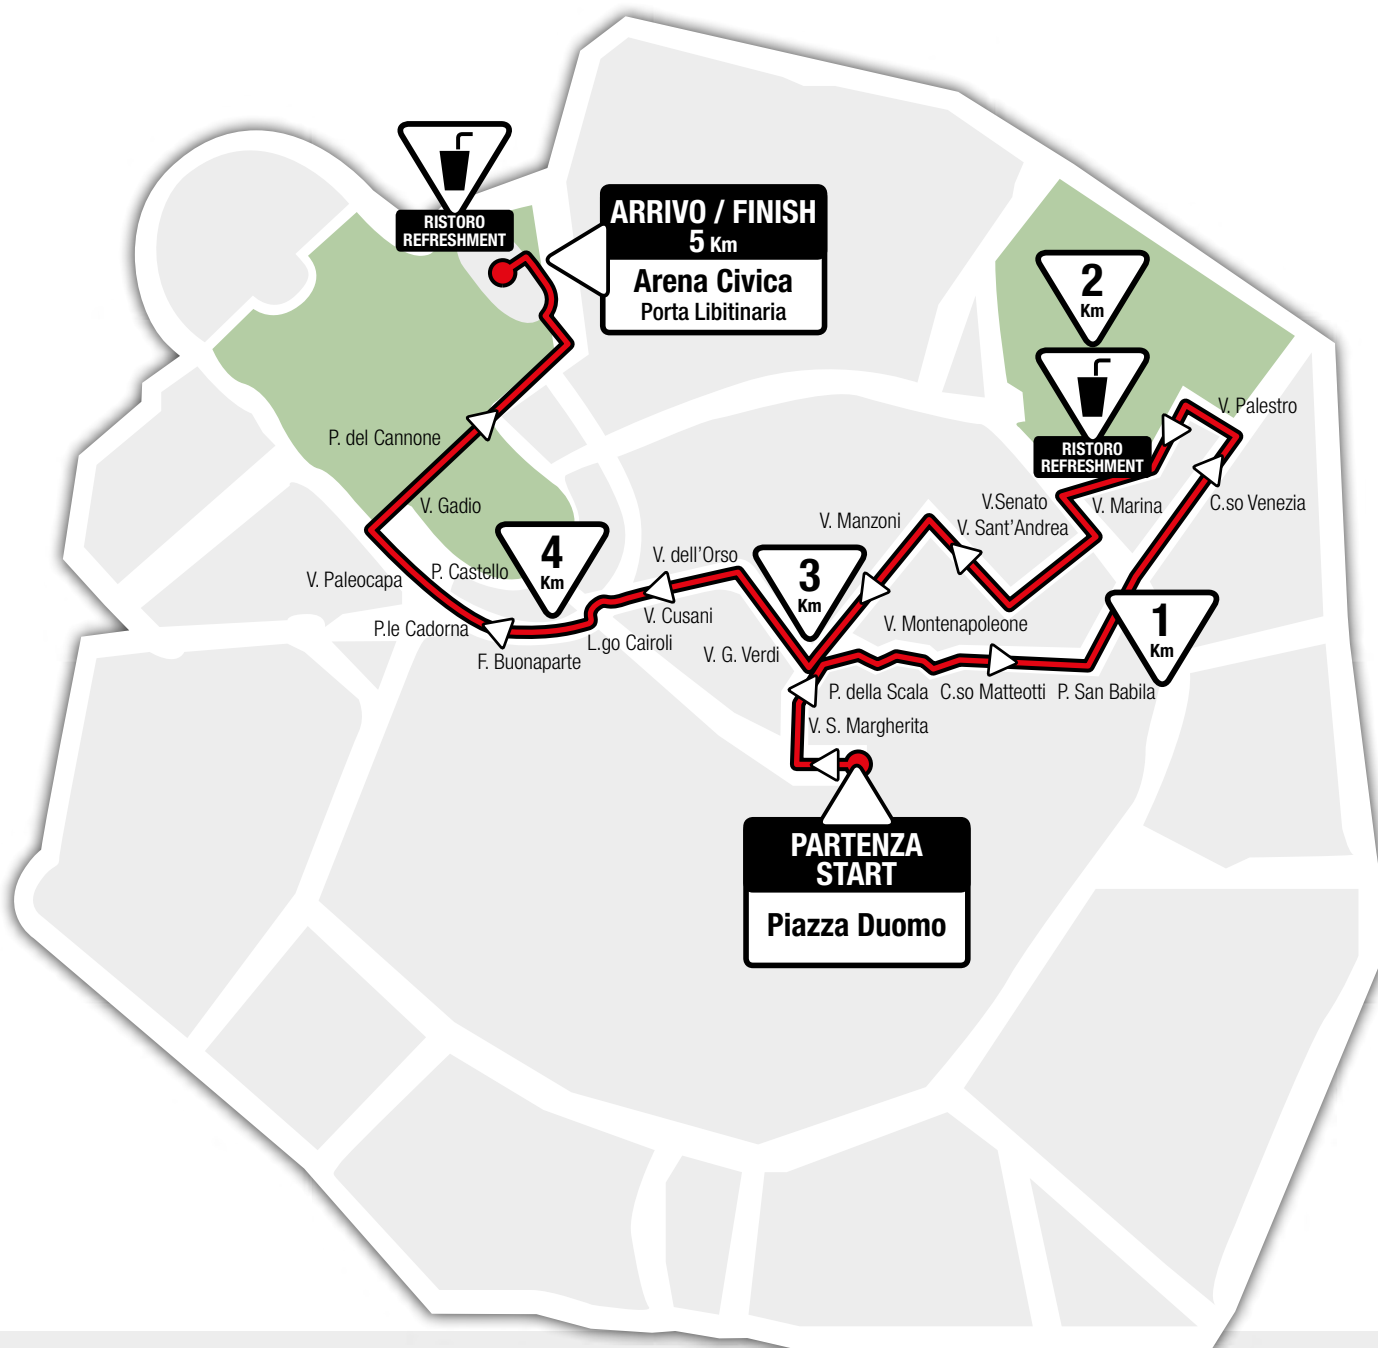 RISTORO
REFRESHMENT
ARRIVO / FINISH
5 Km
Arena Civica
Porta Libitinaria
2
Km
RISTORO
REFRESHMENT
V. Palestro
P. del Cannone
V. Gadio
V. Senato
V. Marina
C.so Venezia
V. Manzoni
V. Sant'Andrea
4
Km
V. dell'Orso
3
Km
V. Paleocapa
P. Castello
V. Cusani
V. Montenapoleone
1
Km
P.le Cadorna
L.go Cairoli
F. Buonaparte
V. G. Verdi
P. della Scala
C.so Matteotti
P. San Babila
V. S. Margherita
PARTENZA
START
Piazza Duomo